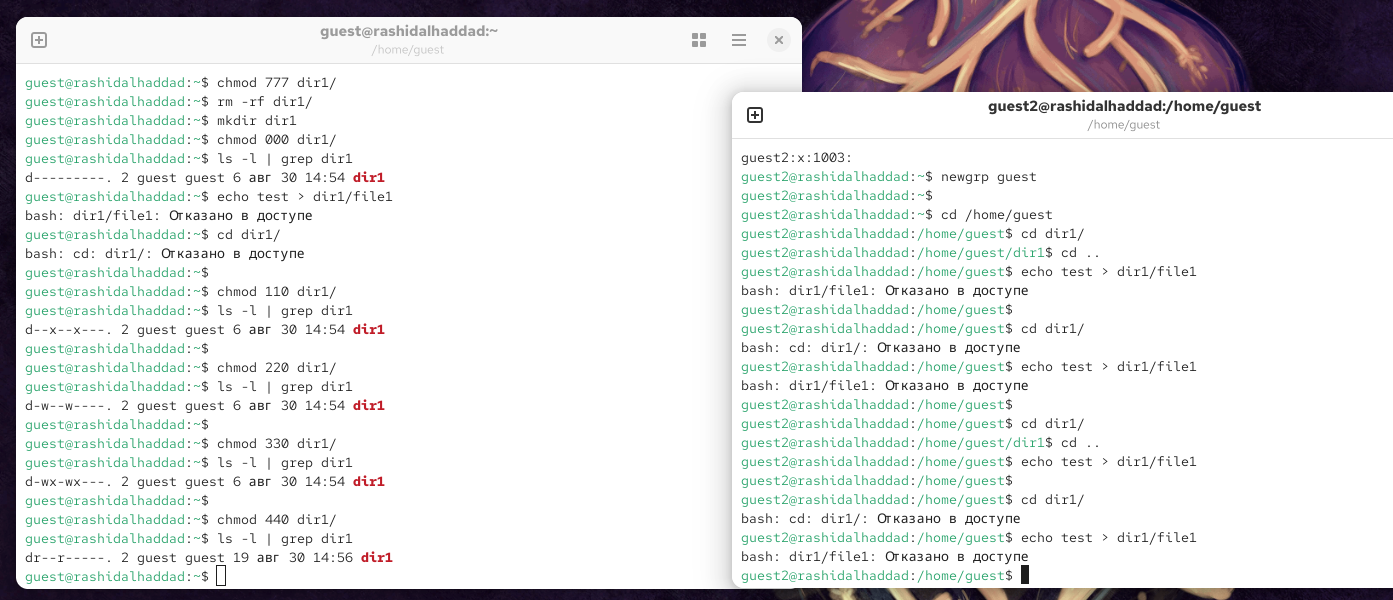 guest@rashidalhaddad:~
/home/guest
guest@rashidalhaddad:~$ chmod 777 dir1/
guest@rashidalhaddad:~$ rm -rf dir1/
guest@rashidalhaddad:~$ mkdir dir1
guest@rashidalhaddad:~$ chmod 000 dir1/
guest@rashidalhaddad:~$ ls -l | grep dir1
d---------. 2 guest guest 6 авг 30 14:54 dir1
guest@rashidalhaddad:~$ echo test > dir1/file1
bash: dir1/file1: Отказано в доступе
guest@rashidalhaddad:~$ cd dir1/
bash: cd: dir1/: Отказано в доступе
guest@rashidalhaddad:~$
guest@rashidalhaddad:~$ chmod 110 dir1/
guest@rashidalhaddad:~$ ls -l | grep dir1
d--x--x---. 2 guest guest 6 авг 30 14:54 dir1
guest@rashidalhaddad:~$
guest@rashidalhaddad:~$ chmod 220 dir1/
guest@rashidalhaddad:~$ ls -l | grep dir1
d-w--w----. 2 guest guest 6 авг 30 14:54 dir1
guest@rashidalhaddad:~$
guest@rashidalhaddad:~$ chmod 330 dir1/
guest@rashidalhaddad:~$ ls -l | grep dir1
d-wx-wx---. 2 guest guest 6 авг 30 14:54 dir1
guest@rashidalhaddad:~$
guest@rashidalhaddad:~$ chmod 440 dir1/
guest@rashidalhaddad:~$ ls -l | grep dir1
dr--r-----. 2 guest guest 19 авг 30 14:56 dir1
guest@rashidalhaddad:~$
guest2@rashidalhaddad:/home/guest
/home/guest
guest2:x:1003:
guest2@rashidalhaddad:~$ newgrp guest
guest2@rashidalhaddad:~$
guest2@rashidalhaddad:~$ cd /home/guest
guest2@rashidalhaddad:/home/guest$ cd dir1/
guest2@rashidalhaddad:/home/guest/dir1$ cd ..
guest2@rashidalhaddad:/home/guest$ echo test > dir1/file1
bash: dir1/file1: Отказано в доступе
guest2@rashidalhaddad:/home/guest$
guest2@rashidalhaddad:/home/guest$ cd dir1/
bash: cd: dir1/: Отказано в доступе
guest2@rashidalhaddad:/home/guest$ echo test > dir1/file1
bash: dir1/file1: Отказано в доступе
guest2@rashidalhaddad:/home/guest$
guest2@rashidalhaddad:/home/guest$ cd dir1/
guest2@rashidalhaddad:/home/guest/dir1$ cd ..
guest2@rashidalhaddad:/home/guest$ echo test > dir1/file1
guest2@rashidalhaddad:/home/guest$
guest2@rashidalhaddad:/home/guest$ cd dir1/
bash: cd: dir1/: Отказано в доступе
guest2@rashidalhaddad:/home/guest$ echo test > dir1/file1
bash: dir1/file1: Отказано в доступе
guest2@rashidalhaddad:/home/guest$